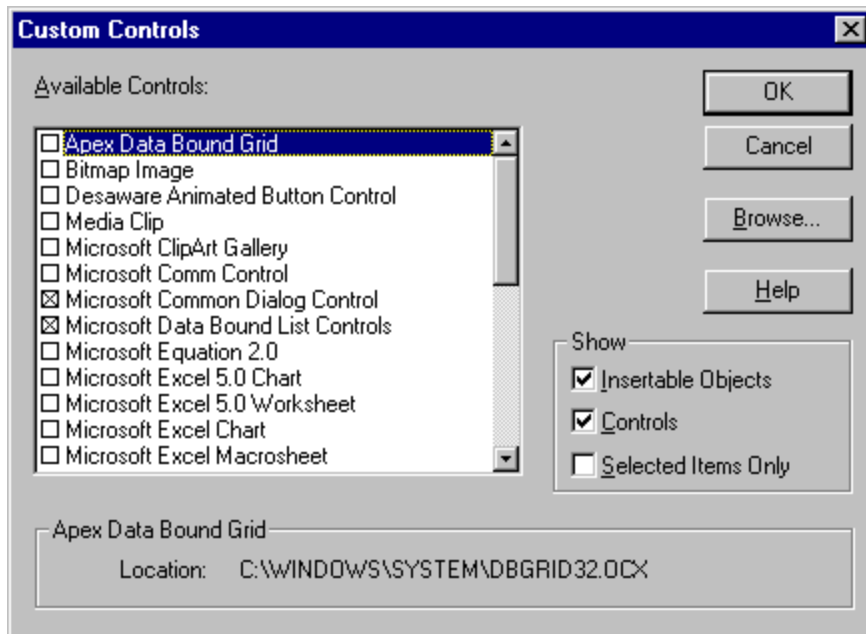 Custom Controls
Available Controls:
Apex Data Bound Grid
Bitmap Image
Desaware Animated Button Control
Media Clip
Microsoft ClipArt Gallery
Microsoft Comm Control
Microsoft Common Dialog Control
Microsoft Data Bound List Controls
Microsoft Equation 2.0
Microsoft Excel 5.0 Chart
Microsoft Excel 5.0 Worksheet
Microsoft Excel Chart
Microsoft Excel Macrosheet
OK
Cancel
Browse...
Help
Show
Insertable Objects
Controls
Selected Items Only
Apex Data Bound Grid
Location: C:\WINDOWS\SYSTEM\DBGRID32.OCX